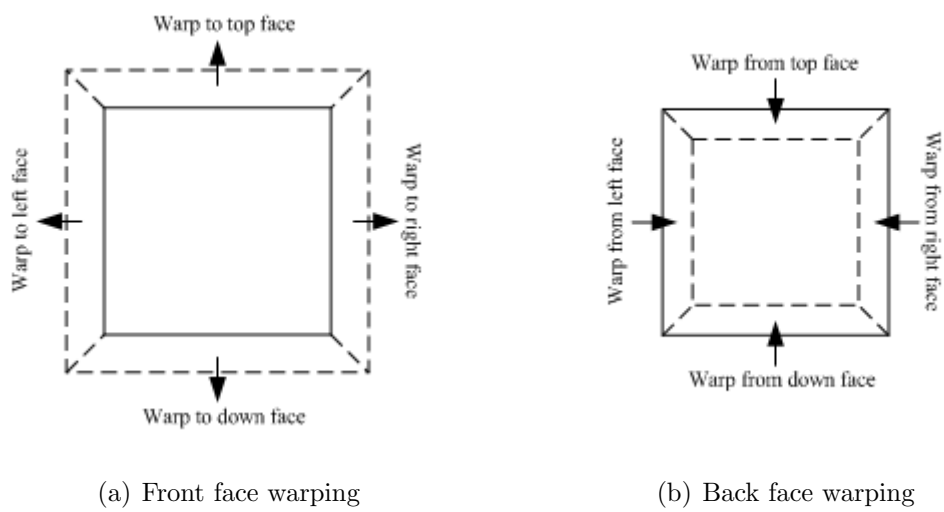 Warp to top face
Warp to left face
Warp to right face
Warp to down face
(a) Front face warping
Warp from top face
Warp from left face
Warp from right face
Warp from down face
(b) Back face warping